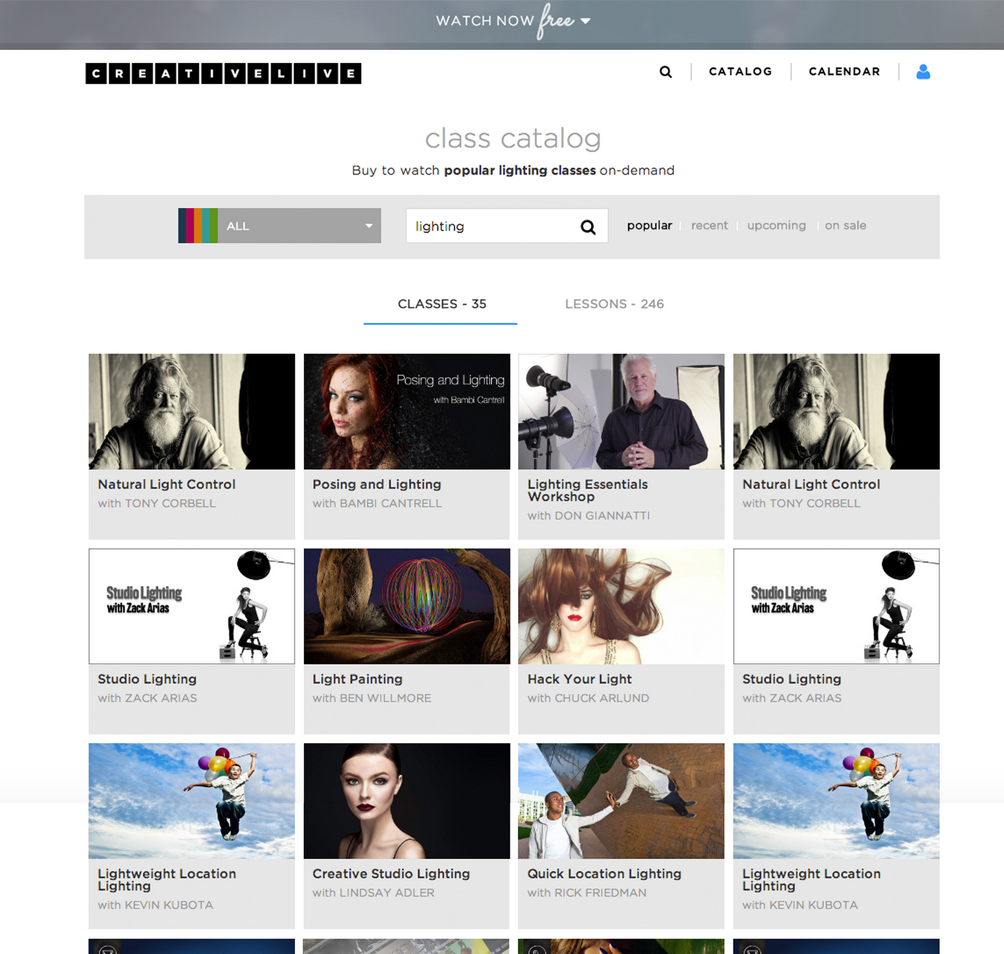 WATCH NOW free
CREATIVELIVE
CATALOG
CALENDAR
class catalog
Buy to watch popular lighting classes on-demand
ALL
lighting
popular
recent
upcoming
on sale
CLASSES - 35
LESSONS - 246
Posing and Lighting
with Bambi Cantrell
Natural Light Control
with TONY CORBELL
Posing and Lighting
with BAMBI CANTRELL
Lighting Essentials
Workshop
with DON GIANNATTI
Natural Light Control
with TONY CORBELL
Studio Lighting
with Zack Arias
Studio Lighting
with Zack Arias
Studio Lighting
with ZACK ARIAS
Light Painting
with BEN WILLMORE
Hack Your Light
with CHUCK ARLUND
Studio Lighting
with ZACK ARIAS
Lightweight Location
Lighting
with KEVIN KUBOTA
Creative Studio Lighting
with LINDSAY ADLER
Quick Location Lighting
with RICK FRIEDMAN
Lightweight Location
Lighting
with KEVIN KUBOTA